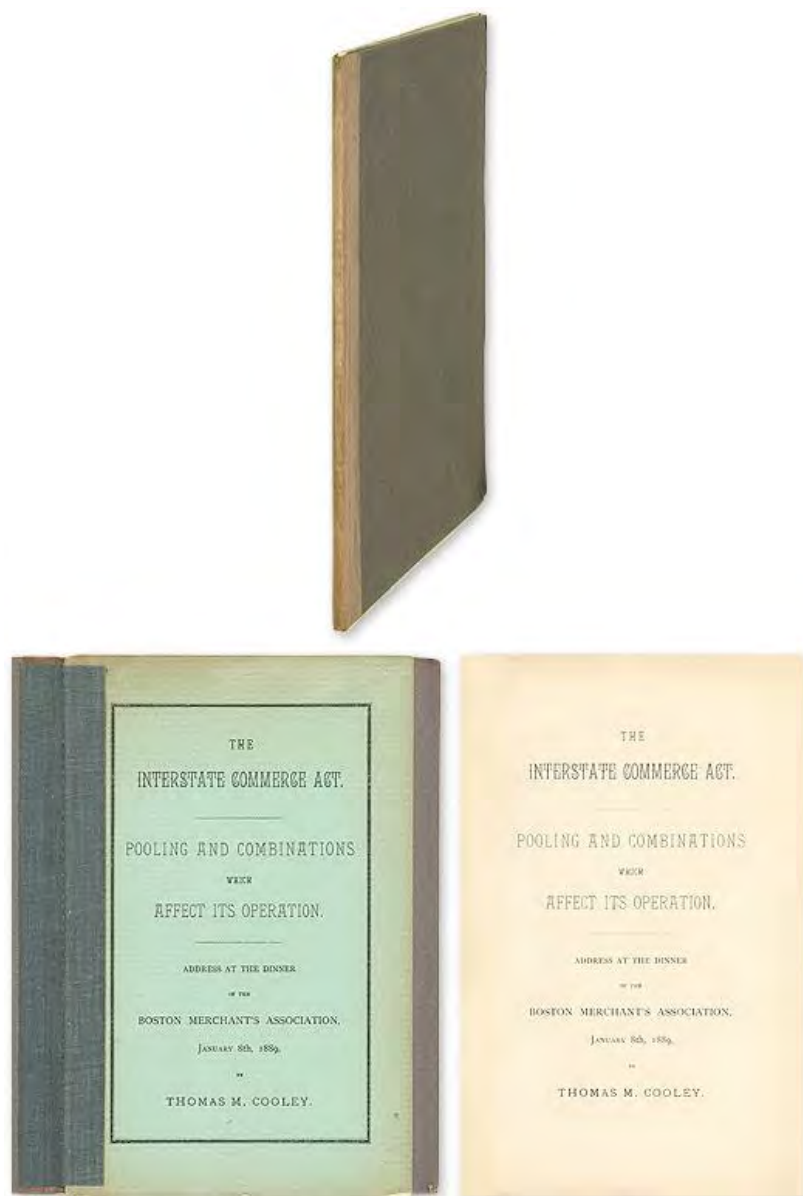 THE
INTERSTATE COMMERCE ACT.
POOLING AND COMBINATIONS
WHICH
AFFECT ITS OPERATION.
ADDRESS AT THE DINNER
OF THE
BOSTON MERCHANT'S ASSOCIATION,
JANUARY 8th, 1889,
BY
THOMAS M. COOLEY.
THE
INTERSTATE COMMERCE ACT.
POOLING AND COMBINATIONS
WHICH
AFFECT ITS OPERATION.
ADDRESS AT THE DINNER
OF THE
BOSTON MERCHANT'S ASSOCIATION,
JANUARY 8th, 1889,
BY
THOMAS M. COOLEY.